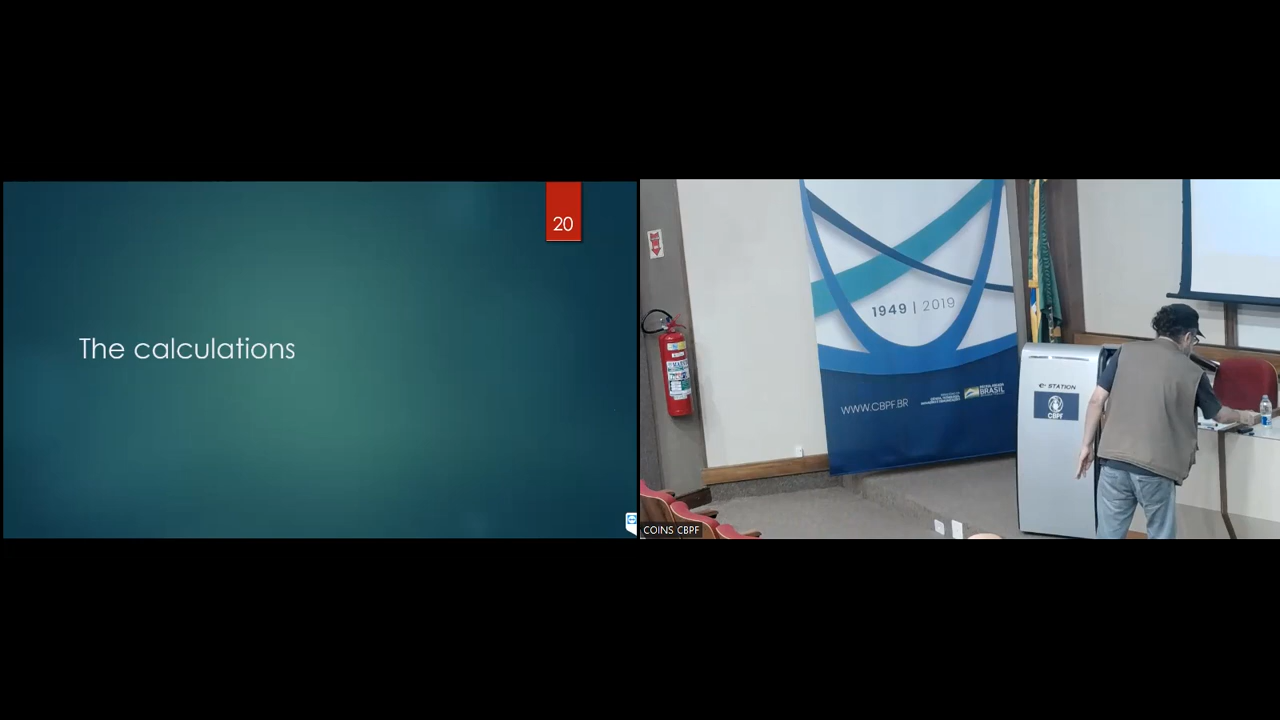 20
The calculations
1949 | 2019
WWW.CBPF.BR
BRASIL
STATION
CBPF
COINS CBPF